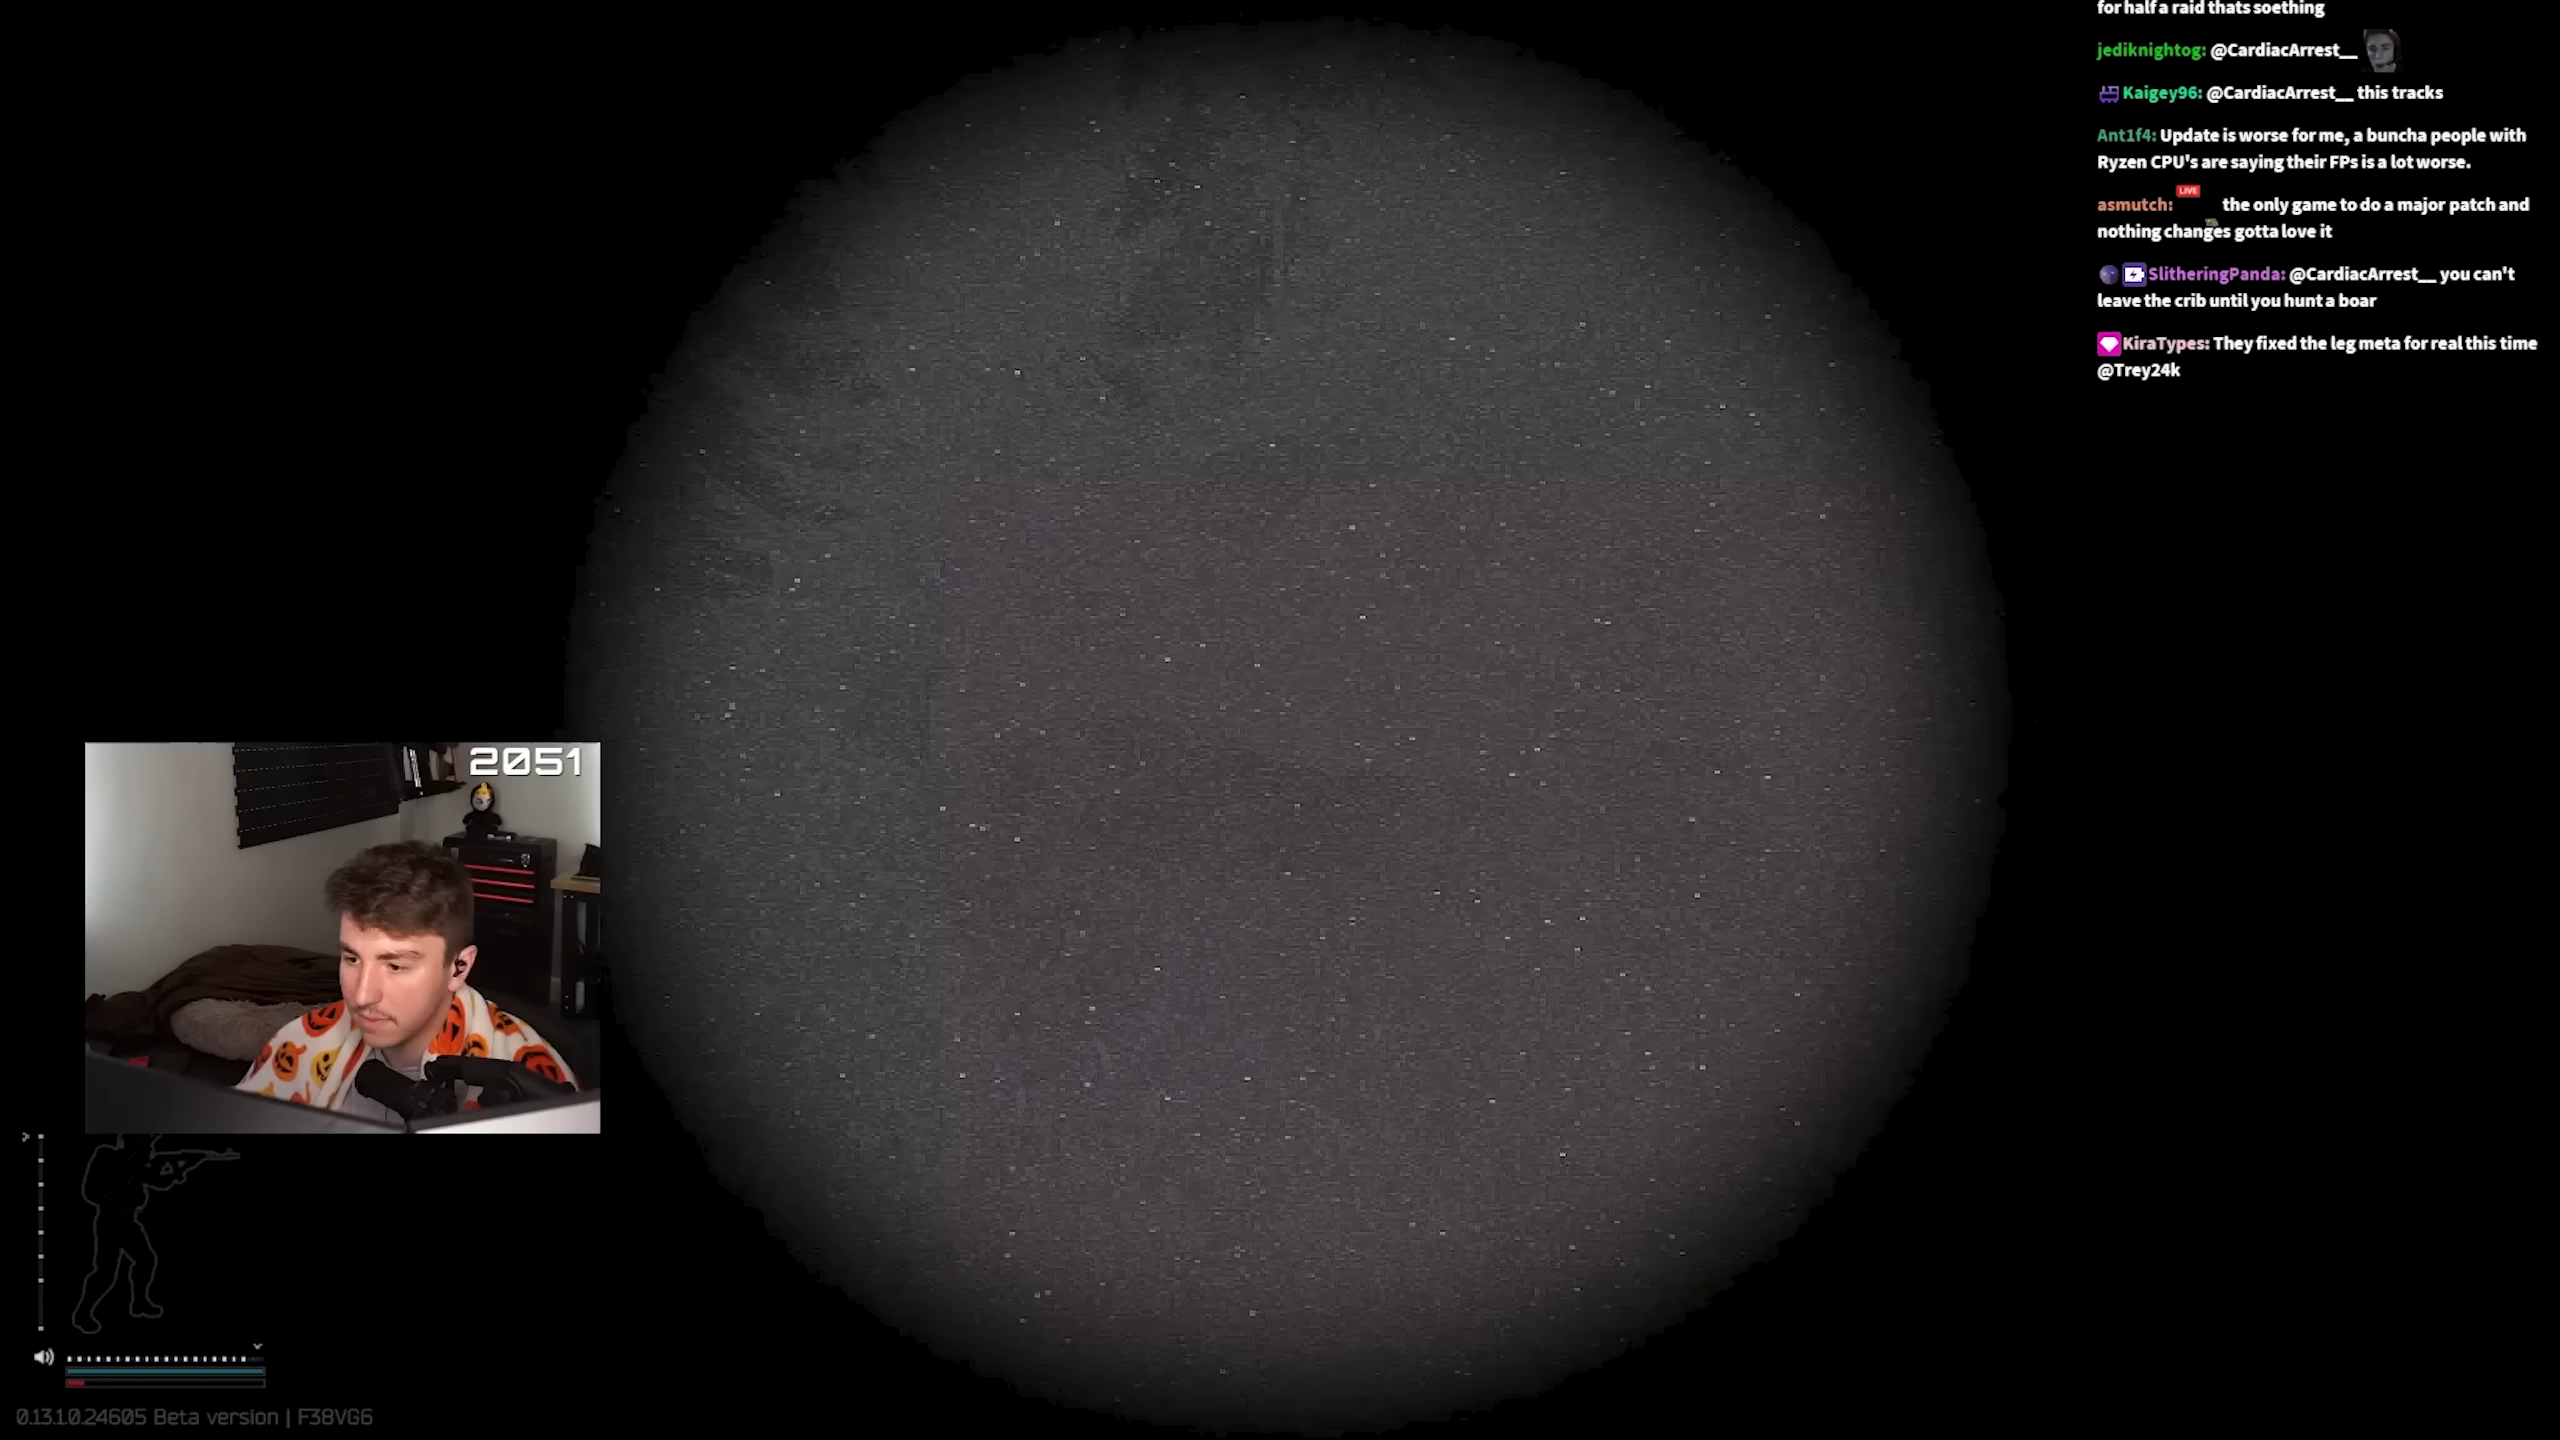 for half a raid thats soething
jediknightog: @CardiacArrest__
Kaigey96: @CardiacArrest__ this tracks
Ant1f4: Update is worse for me, a buncha people with
Ryzen CPU's are saying their FPs is a lot worse.
LIVE
asmutch: the only game to do a major patch and
nothing changes gotta love it
SlitheringPanda: @CardiacArrest__ you can't
leave the crib until you hunt a boar
KiraTypes: They fixed the leg meta for real this time
@Trey24k
2051
0.13.1.0.24605 Beta version | F38VG6